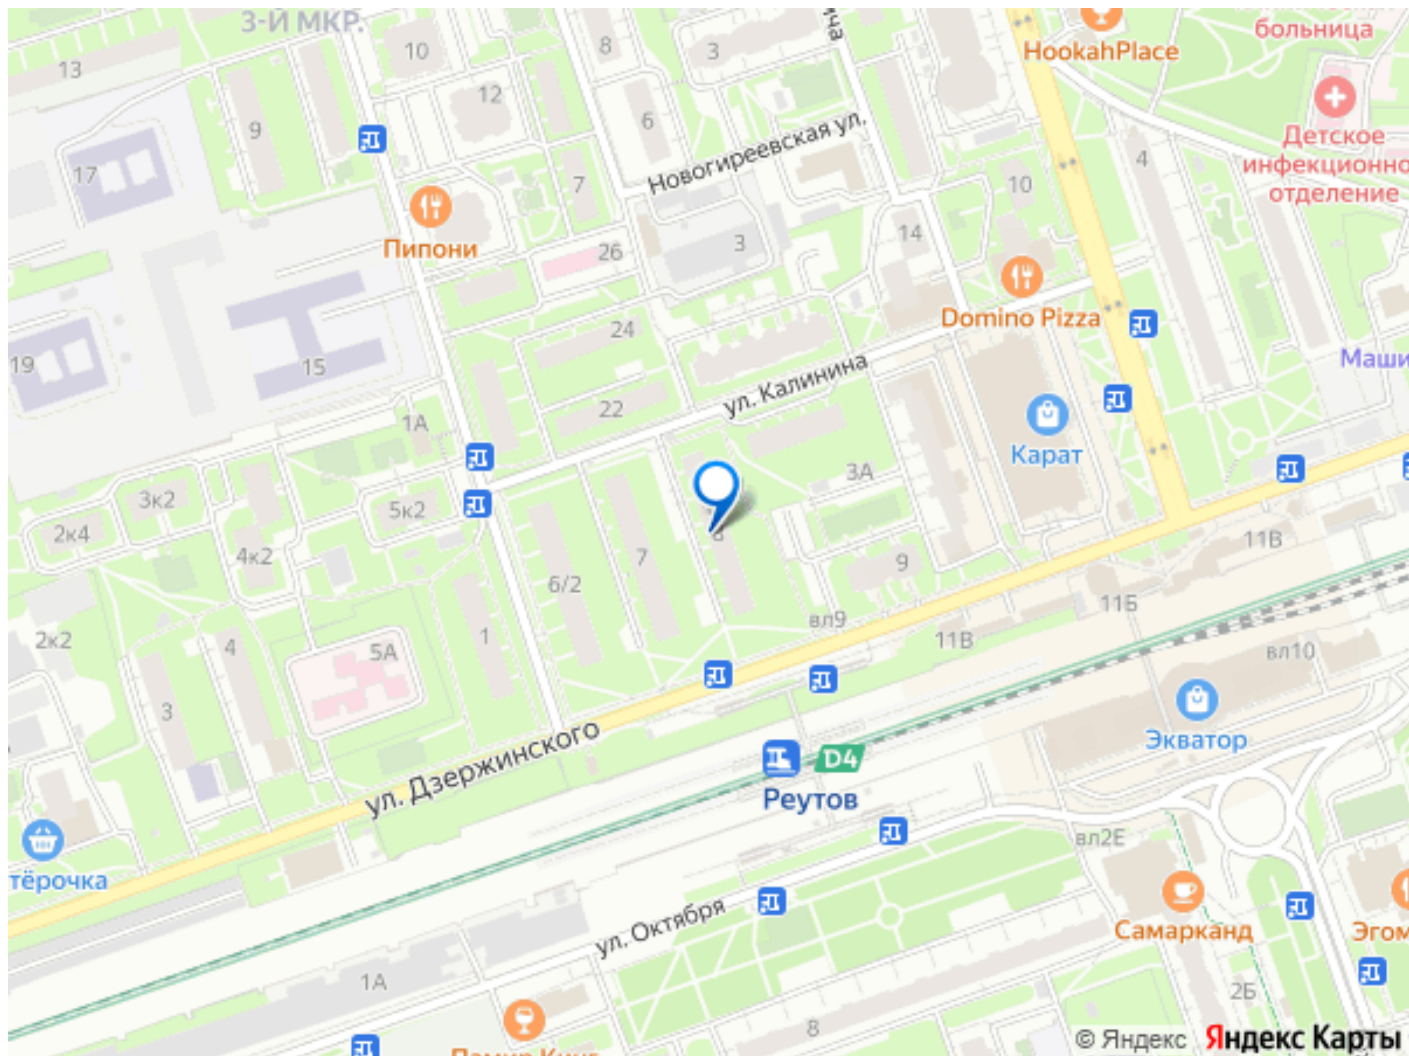 3-Й МКР.
10
8
3
HookahPlace
больница
13
12
9
6
Новогиреевская ул.
4
Детское
инфекционно
отделение
17
7
10
Пипони
26
3
14
Domino Pizza
24
19
15
Маши
ул. Калинина
22
1А
Карат
3А
3к2
5к2
2к4
4к2
7
6/2
8
9
11В
11Б
вл9
11В
2к2
4
1
5А
вл10
3
Экватор
ул. Дзержинского
D4
Реутов
вл2Е
тёрочка
ул. Октября
Самарканд
Эгом
1А
2Б
8
© Яндекс Яндекс Карты